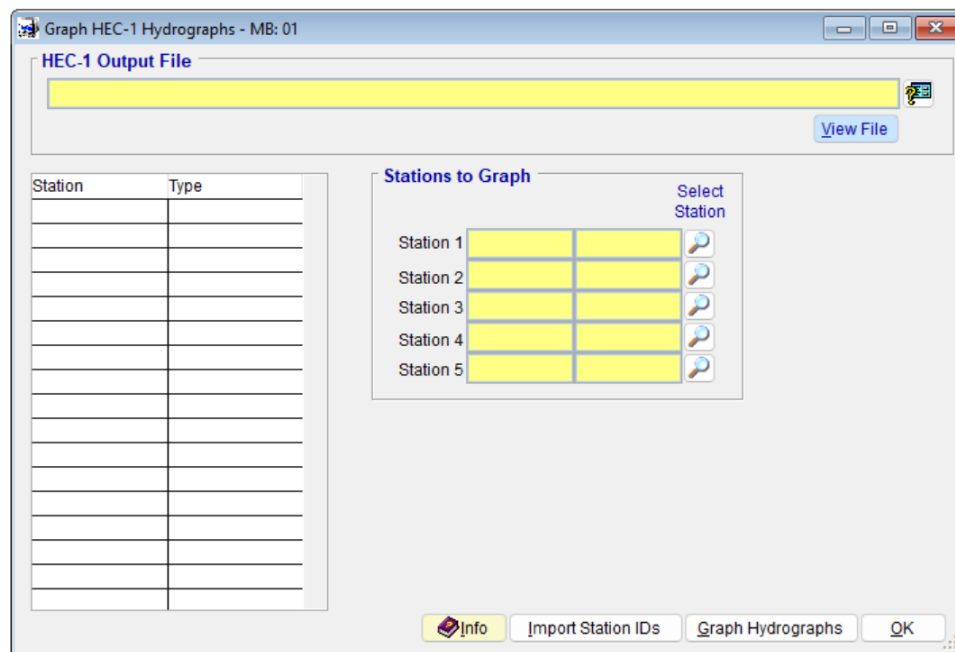 Graph HEC-1 Hydrographs - MB: 01
HEC-1 Output File
View File
Station Type
Stations to Graph
Select
Station
Station 1
Station 2
Station 3
Station 4
Station 5
Info Import Station IDs Graph Hydrographs OK